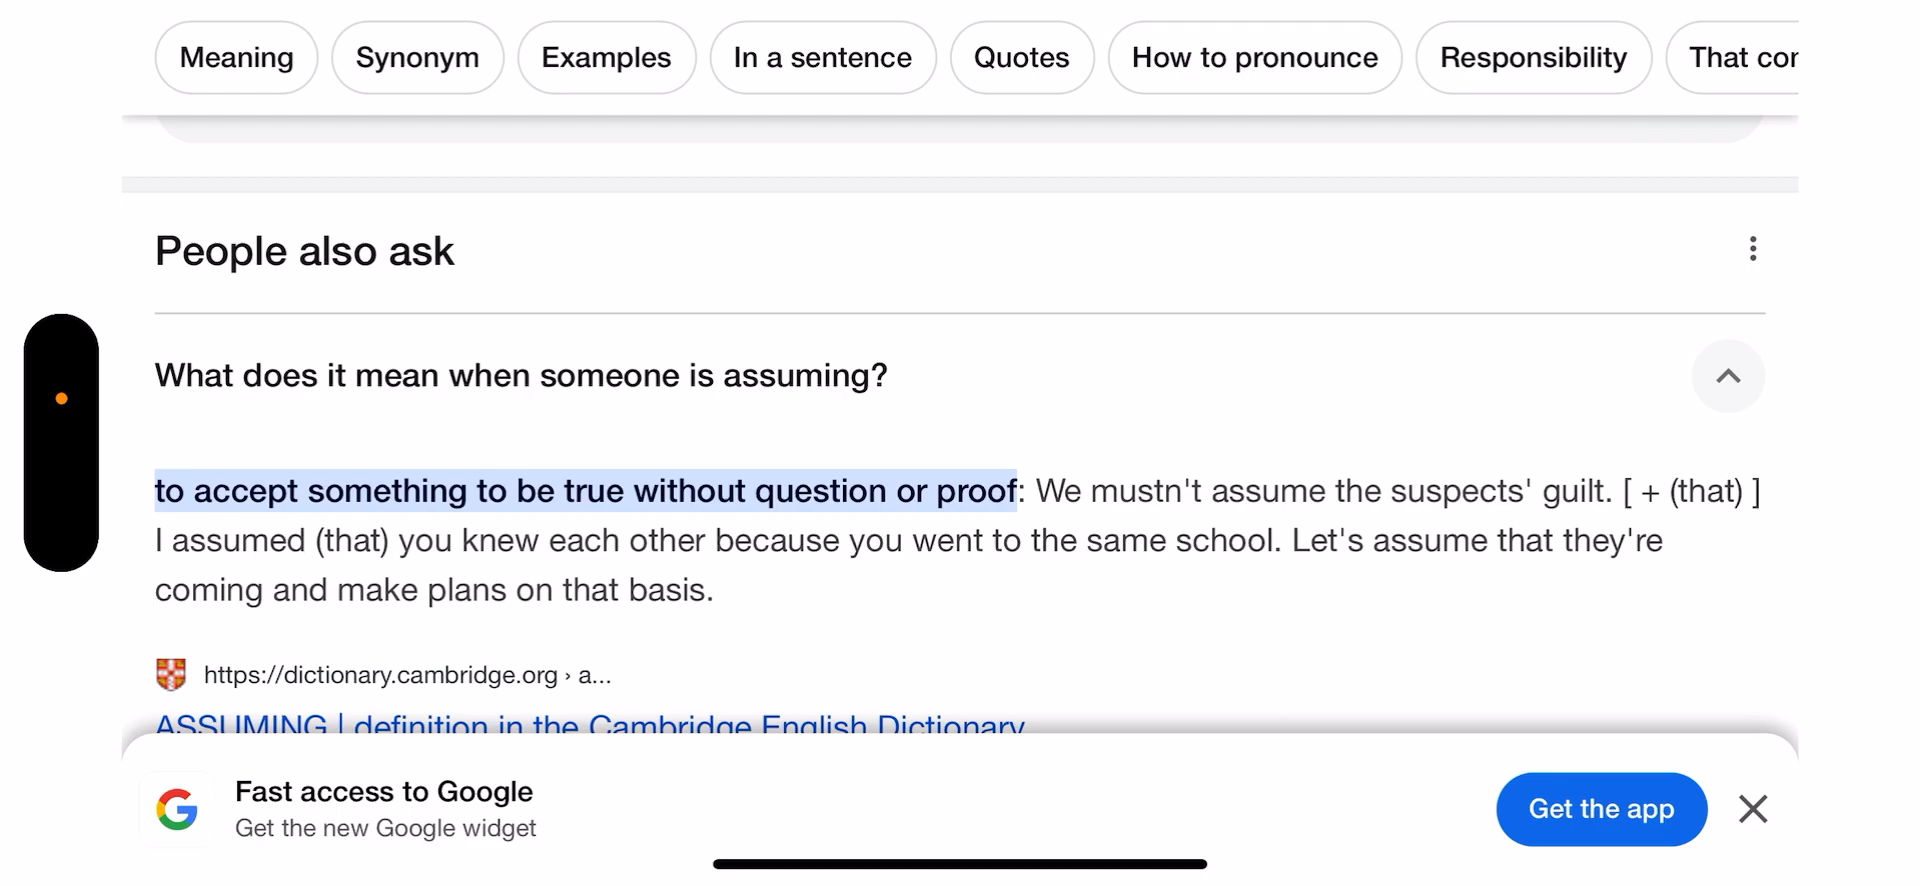 Meaning Synonym Examples In a sentence Quotes How to pronounce Responsibility That cor
People also ask
What does it mean when someone is assuming?
to accept something to be true without question or proof: We mustn't assume the suspects' guilt. [ + (that) ]
I assumed (that) you knew each other because you went to the same school. Let's assume that they're
coming and make plans on that basis.
https://dictionary.cambridge.org › a...
ASSUMING | definition in the Cambridge English Dictionary
Fast access to Google
Get the new Google widget
Get the app